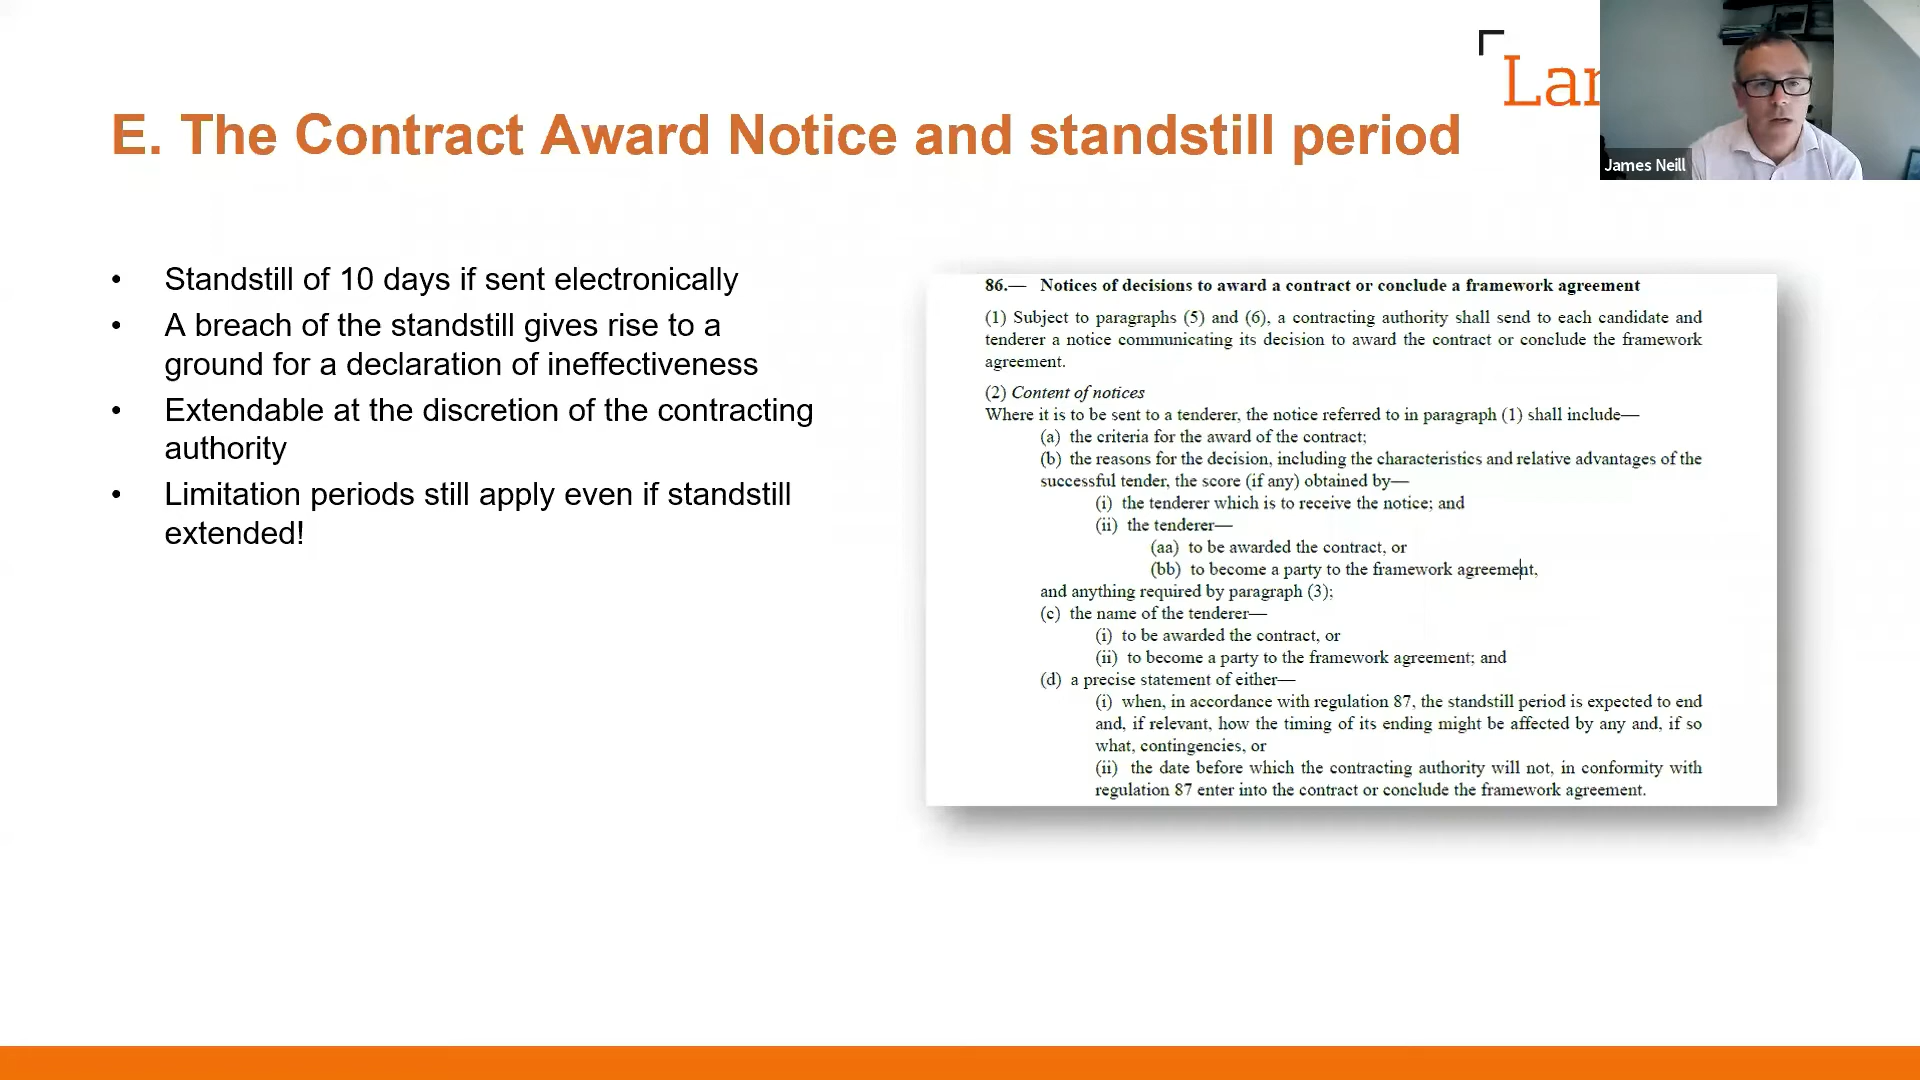 Lan
James Neill
E. The Contract Award Notice and standstill period
• Standstill of 10 days if sent electronically
• A breach of the standstill gives rise to a
ground for a declaration of ineffectiveness
• Extendable at the discretion of the contracting
authority
• Limitation periods still apply even if standstill
extended!
86.— Notices of decisions to award a contract or conclude a framework agreement
(1) Subject to paragraphs (5) and (6), a contracting authority shall send to each candidate and
tenderer a notice communicating its decision to award the contract or conclude the framework
agreement.
(2) Content of notices
Where it is to be sent to a tenderer, the notice referred to in paragraph (1) shall include—
(a) the criteria for the award of the contract;
(b) the reasons for the decision, including the characteristics and relative advantages of the
successful tender, the score (if any) obtained by—
(i) the tenderer which is to receive the notice; and
(ii) the tenderer—
(aa) to be awarded the contract, or
(bb) to become a party to the framework agreement,
and anything required by paragraph (3);
(c) the name of the tenderer—
(i) to be awarded the contract, or
(ii) to become a party to the framework agreement; and
(d) a precise statement of either—
(i) when, in accordance with regulation 87, the standstill period is expected to end
and, if relevant, how the timing of its ending might be affected by any and, if so
what, contingencies, or
(ii) the date before which the contracting authority will not, in conformity with
regulation 87 enter into the contract or conclude the framework agreement.